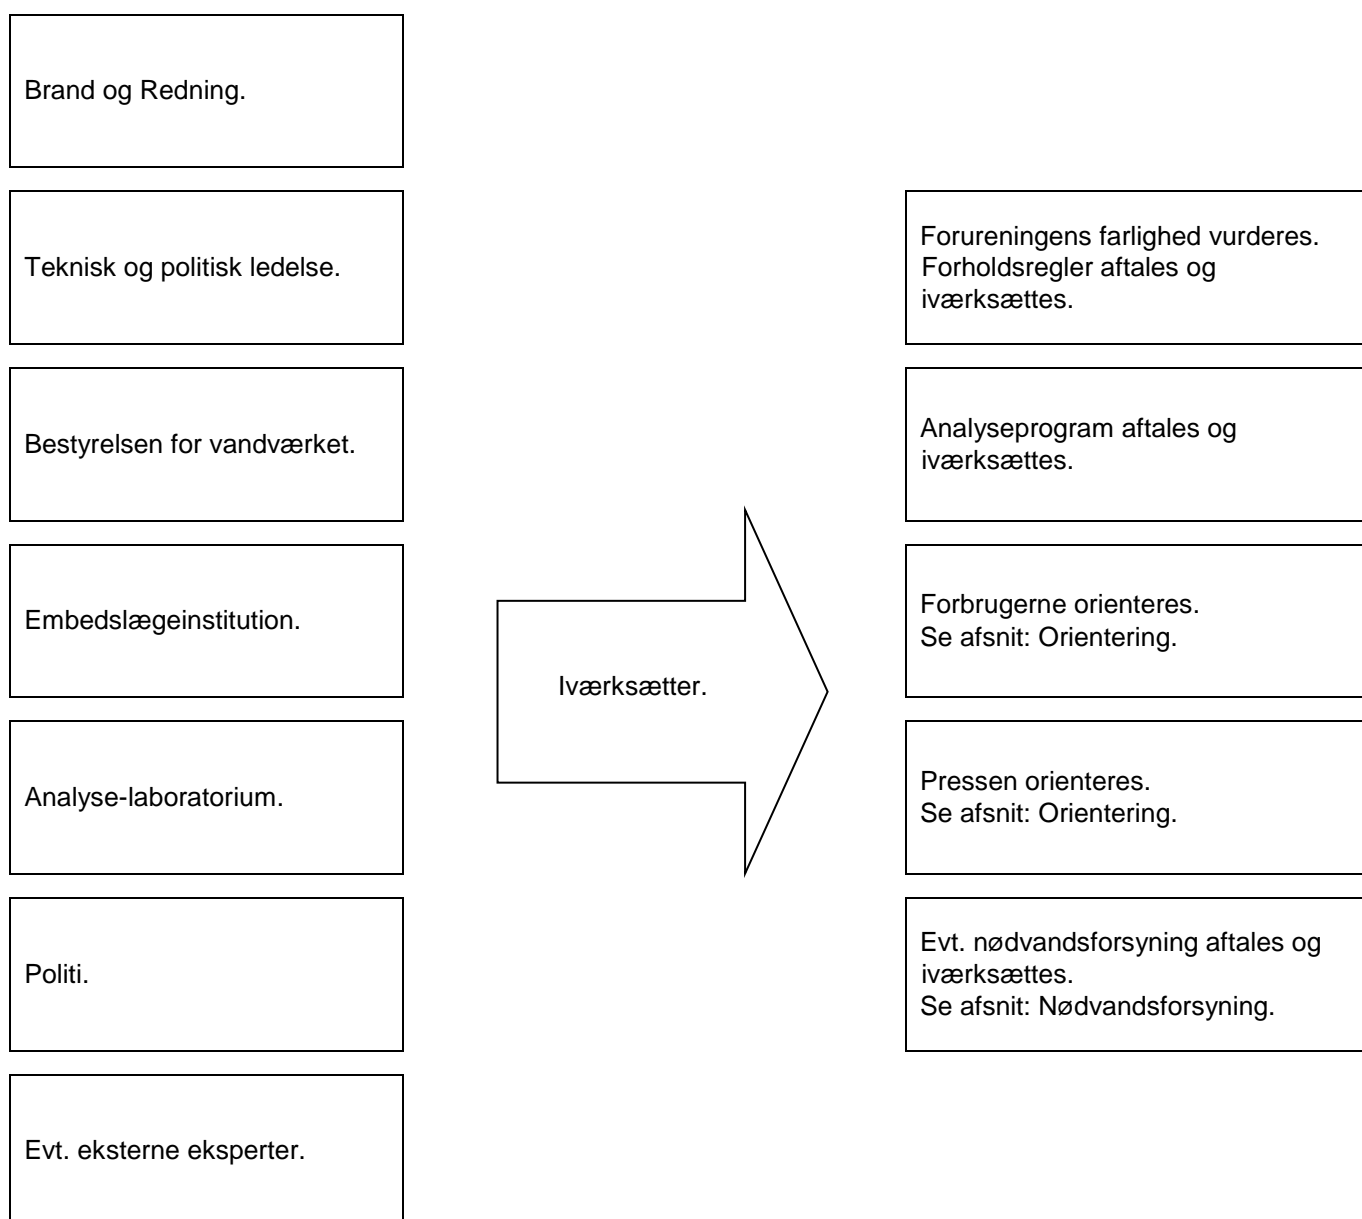 Brand og Redning.
Teknisk og politisk ledelse.
Bestyrelsen for vandværket.
Embedslægeinstitution.
Analyse-laboratorium.
Politi.
Evt. eksterne eksperter.
Iværksætter.
Forureningens farlighed vurderes.
Forholdsregler aftales og
iværksættes.
Analyseprogram aftales og
iværksættes.
Forbrugerne orienteres.
Se afsnit: Orientering.
Pressen orienteres.
Se afsnit: Orientering.
Evt. nødvandsforsyning aftales og
iværksættes.
Se afsnit: Nødvandsforsyning.